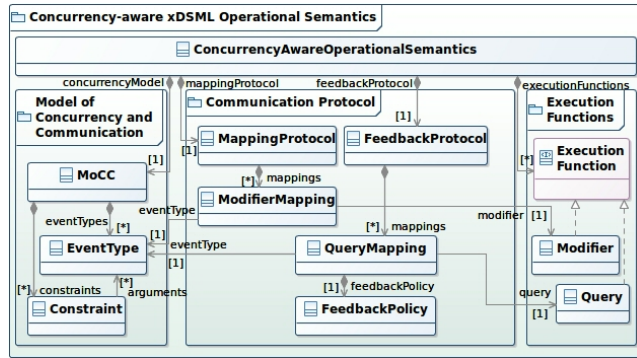 Concurrency-aware xDSML Operational Semantics
ConcurrencyAwareOperationalSemantics
concurrencyModel
mappingProtocol
feedbackProtocol
executionFunctions
Model of
Concurrency and
Communication
Communication Protocol
[1]
Execution
Functions
MappingProtocol
FeedbackProtocol
[1]
[1]
[*]
Execution
Function
MoCC
[*]
mappings
ModifierMapping
eventTypes
[*]
eventType
[1]
[*]
mappings
modifier
[1]
EventType
eventType
[1]
QueryMapping
Modifier
[*]
constraints
[*]
arguments
[1]
feedbackPolicy
query
[1]
Query
Constraint
FeedbackPolicy